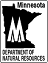 Minnesota
DEPARTMENT OF
NATURAL RESOURCES